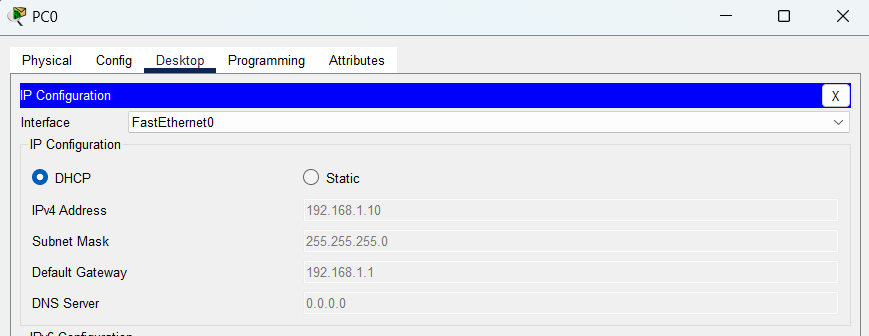 PC0
Physical Config Desktop Programming Attributes
IP Configuration X
Interface FastEthernet0
IP Configuration
DHCP Static
IPv4 Address 192.168.1.10
Subnet Mask 255.255.255.0
Default Gateway 192.168.1.1
DNS Server 0.0.0.0
IPv6 Configuration